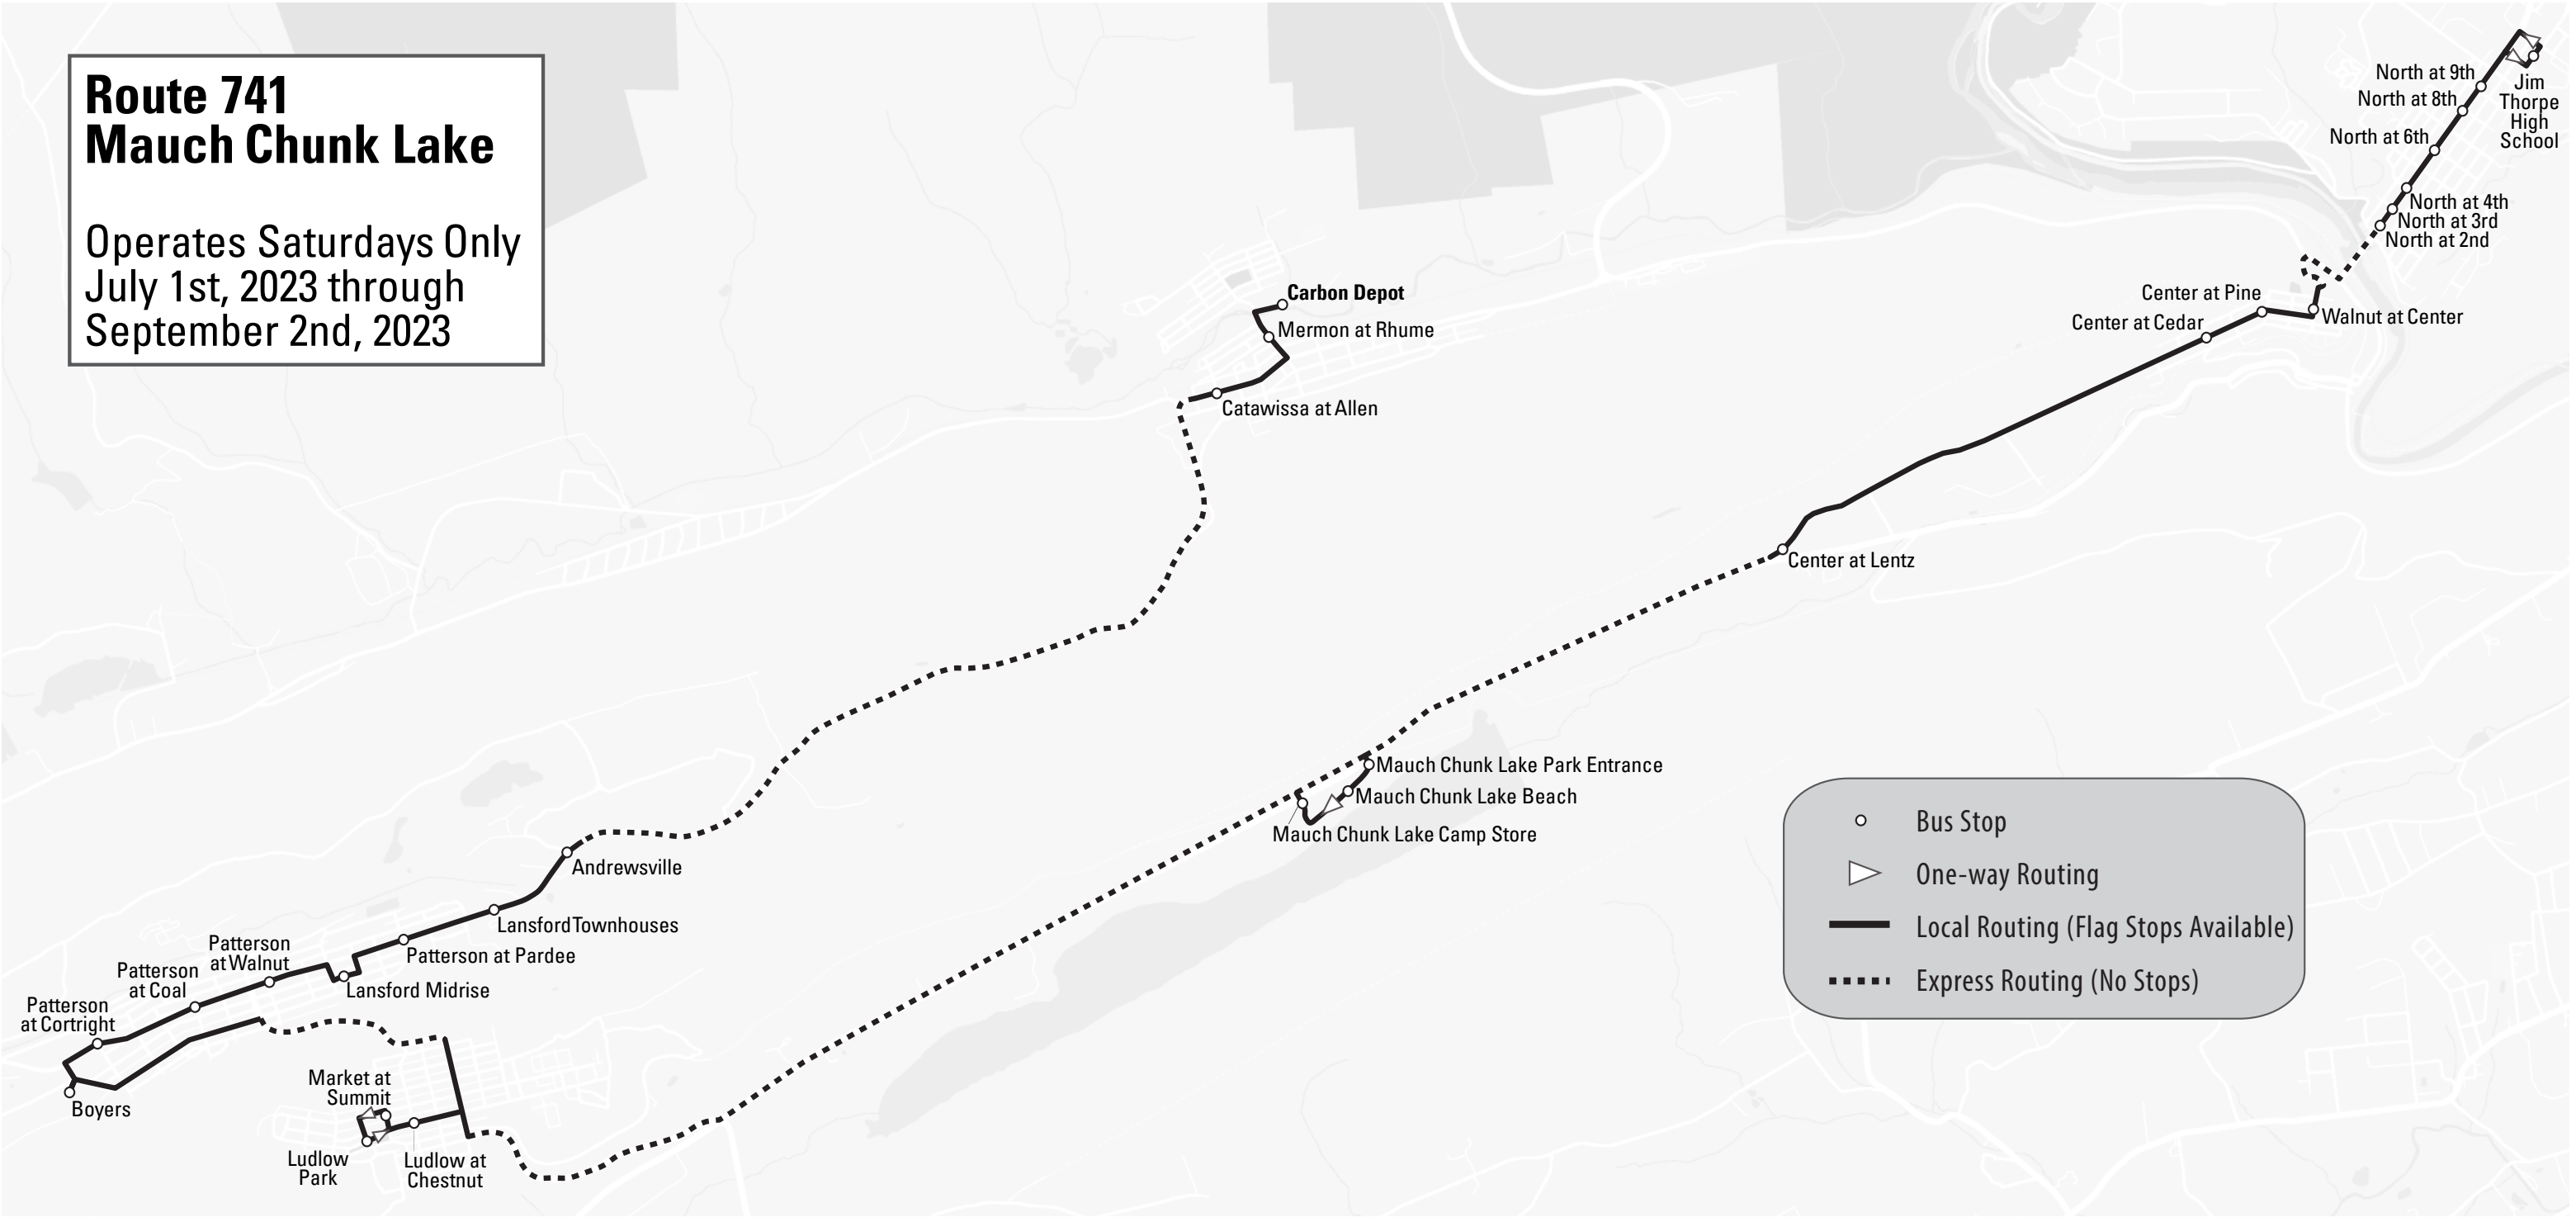 Route 741
Mauch Chunk Lake
Operates Saturdays Only
July 1st, 2023 through
September 2nd, 2023
North at 9th
North at 8th
North at 6th
Jim
Thorpe
High
School
North at 4th
North at 3rd
North at 2nd
Center at Pine
Center at Cedar
Walnut at Center
Carbon Depot
Mermon at Rhume
Catawissa at Allen
Center at Lentz
Mauch Chunk Lake Park Entrance
Mauch Chunk Lake Beach
Mauch Chunk Lake Camp Store
Andrewsville
Lansford Townhouses
Patterson at Pardee
Lansford Midrise
Patterson
at Walnut
Patterson
at Coal
Patterson
at Cortright
Boyers
Market at
Summit
Ludlow
Park
Ludlow at
Chestnut
Bus Stop
One-way Routing
Local Routing (Flag Stops Available)
Express Routing (No Stops)